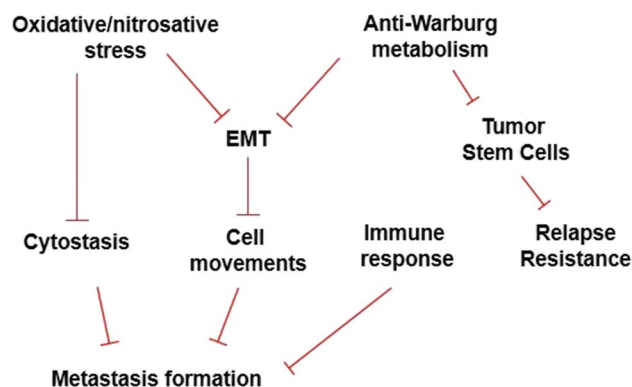 Oxidative/nitrosative
stress
Anti-Warburg
metabolism
EMT
Tumor
Stem Cells
Cytostasis
Cell
movements
Immune
response
Relapse
Resistance
Metastasis formation